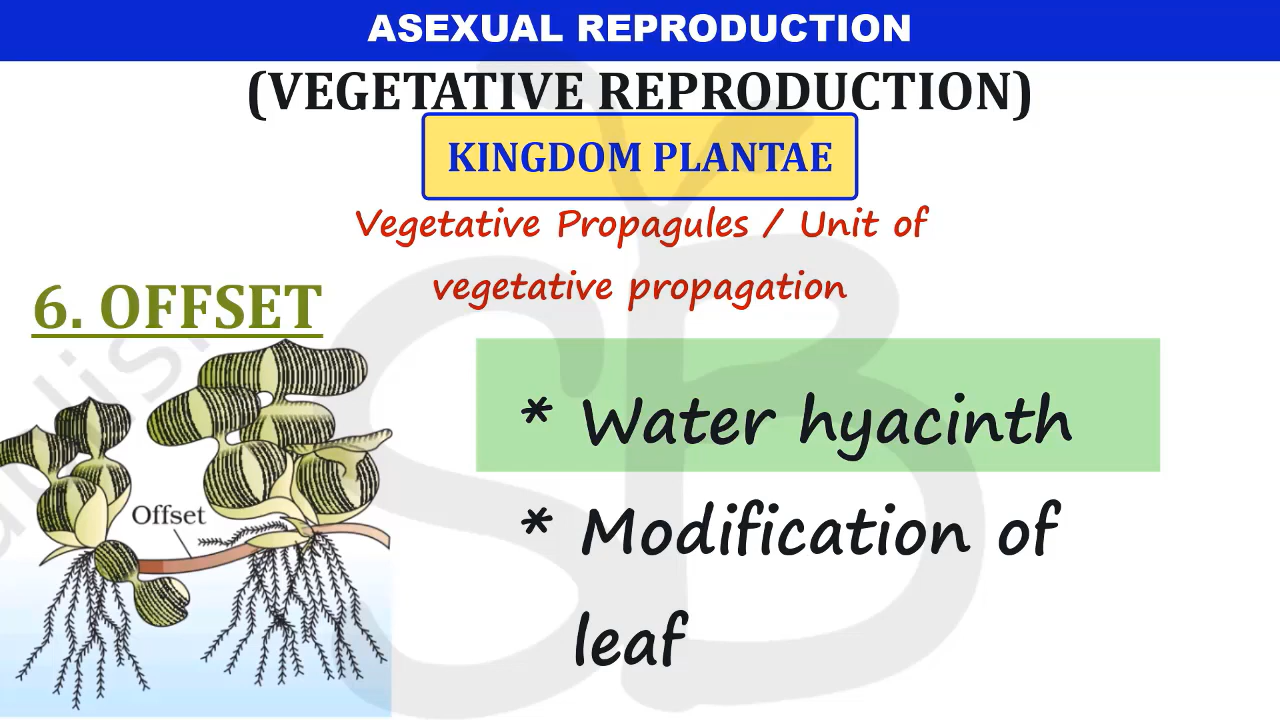 ASEXUAL REPRODUCTION
(VEGETATIVE REPRODUCTION)
KINGDOM PLANTAE
Vegetative Propagules / Unit of
vegetative propagation
6. OFFSET
* Water hyacinth
Offset
* Modification of
leaf
SB